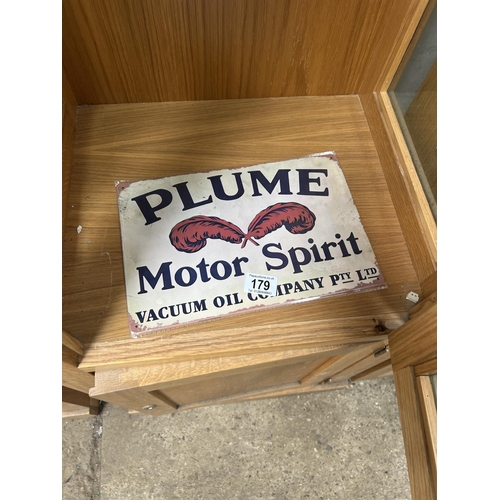 PLUME
Motor Spirit
VACUUM OIL COMPANY PTY LTD
179